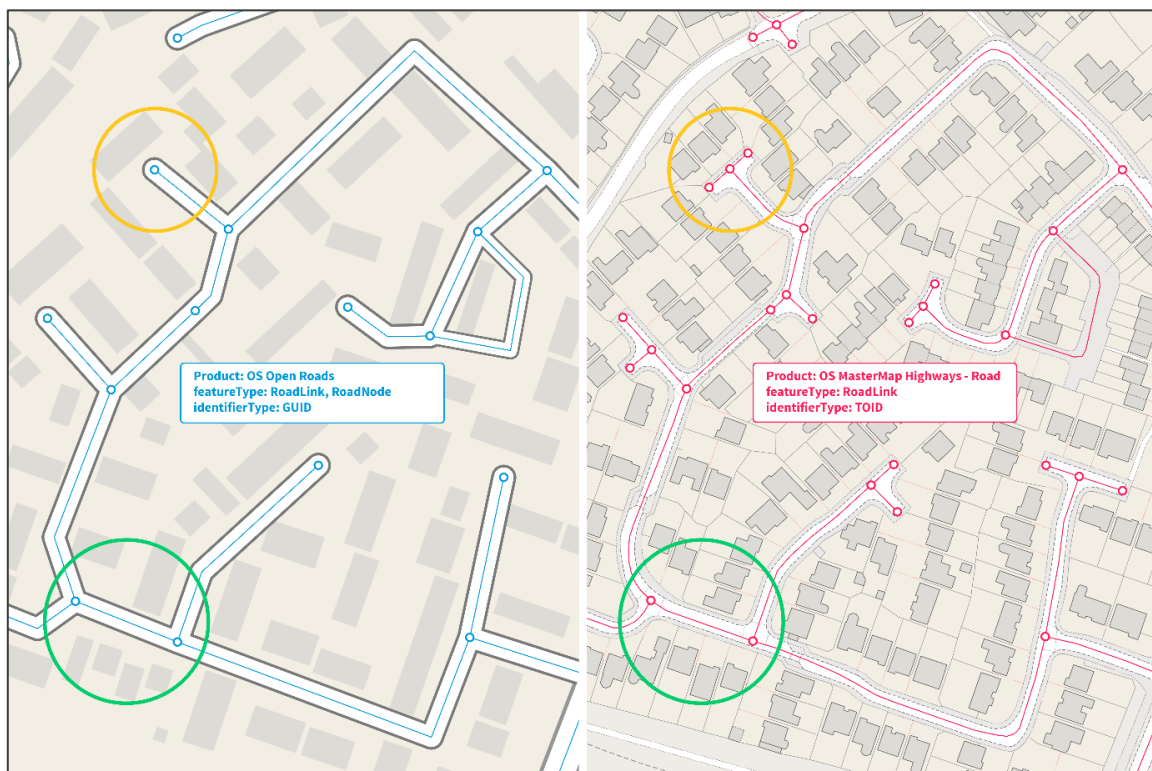 Product: OS Open Roads
featureType: RoadLink, RoadNode
identifierType: GUID
Product: OS MasterMap Highways - Road
featureType: RoadLink
identifierType: TOID